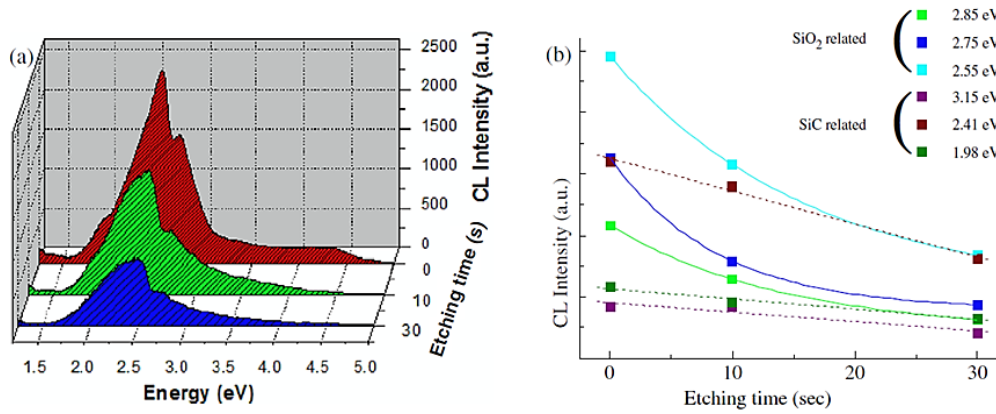 (a)
2500
2000
1500
1000
500
0
CL Intensity (a.u.)
0
10
30
Etching time (s)
1.5 2.0 2.5 3.0 3.5 4.0 4.5 5.0
Energy (eV)
(b)
SiO2 related
2.85 eV
2.75 eV
2.55 eV
SiC related
3.15 eV
2.41 eV
1.98 eV
CL Intensity (a.u.)
0 10 20 30
Etching time (sec)